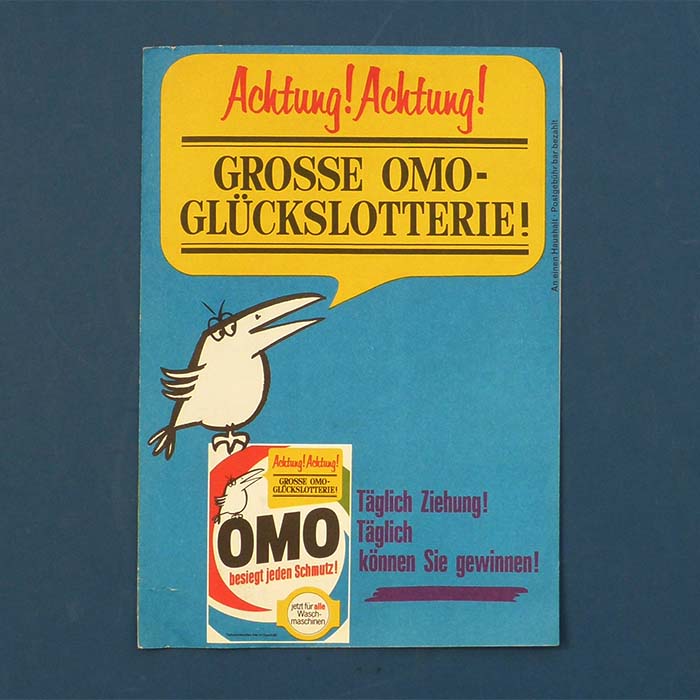 Achtung! Achtung!
GROSSE OMO-
GLÜCKSLOTTERIE!
An einen Haushalt · Postgebühr bar bezahlt
Achtung! Achtung!
GROSSE OMO-
GLÜCKSLOTTERIE!
OMO
besiegt jeden Schmutz!
jetzt für alle
Wasch-
maschinen
Täglich Ziehung!
Täglich
können Sie gewinnen!